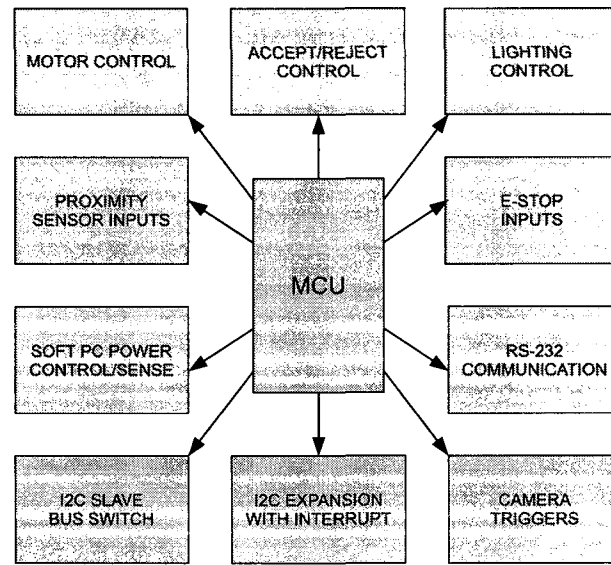 MOTOR CONTROL
ACCEPT/REJECT
CONTROL
LIGHTING
CONTROL
PROXIMITY
SENSOR INPUTS
MCU
E-STOP
INPUTS
SOFT PC POWER
CONTROL/SENSE
RS-232
COMMUNICATION
I2C SLAVE
BUS SWITCH
I2C EXPANSION
WITH INTERRUPT
CAMERA
TRIGGERS